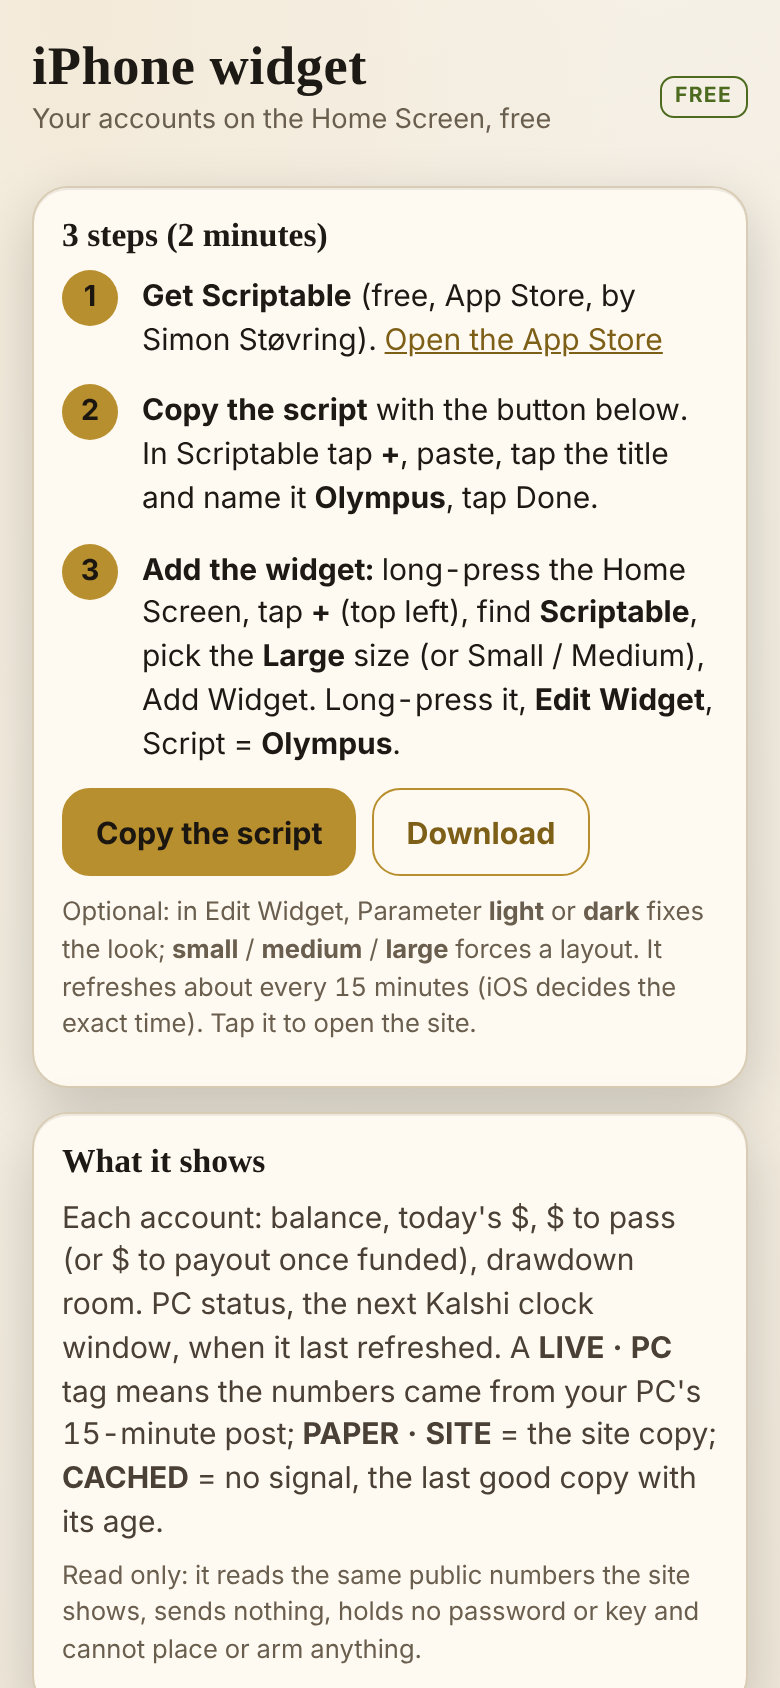 iPhone widget
Your accounts on the Home Screen, free
FREE
3 steps (2 minutes)
1
Get Scriptable (free, App Store, by
Simon Støvring). Open the App Store
2
Copy the script with the button below.
In Scriptable tap +, paste, tap the title
and name it Olympus, tap Done.
3
Add the widget: long-press the Home
Screen, tap + (top left), find Scriptable,
pick the Large size (or Small / Medium),
Add Widget. Long-press it, Edit Widget,
Script = Olympus.
Copy the script
Download
Optional: in Edit Widget, Parameter light or dark fixes
the look; small / medium / large forces a layout. It
refreshes about every 15 minutes (iOS decides the
exact time). Tap it to open the site.
What it shows
Each account: balance, today's $, $ to pass
(or $ to payout once funded), drawdown
room. PC status, the next Kalshi clock
window, when it last refreshed. A LIVE · PC
tag means the numbers came from your PC's
15-minute post; PAPER · SITE = the site copy;
CACHED = no signal, the last good copy with
its age.
Read only: it reads the same public numbers the site
shows, sends nothing, holds no password or key and
cannot place or arm anything.